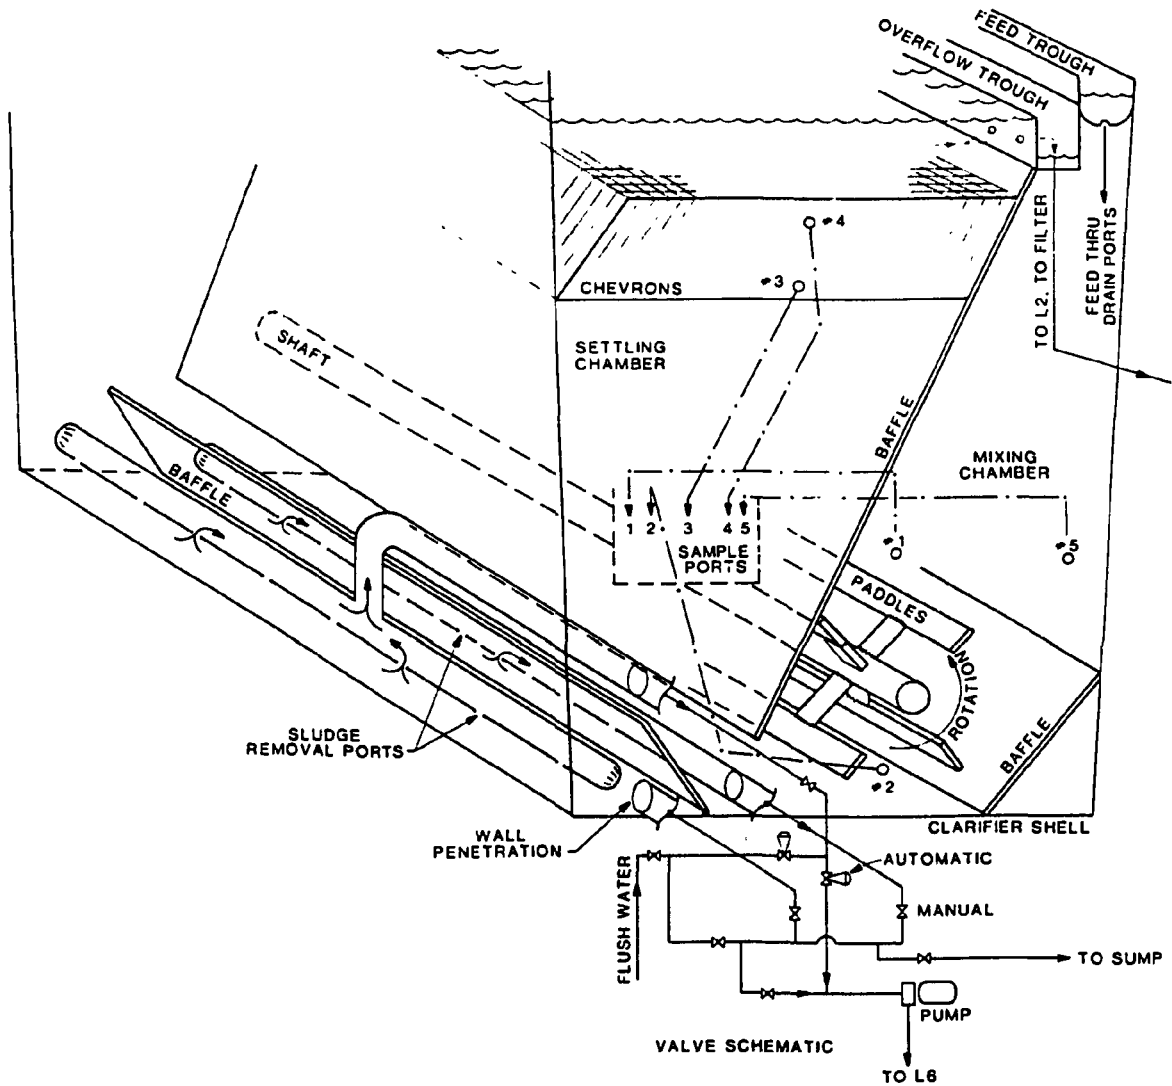 FEED TROUGH
OVERFLOW TROUGH
#4
#3
CHEVRONS
TO L2, TO FILTER
FEED THRU
DRAIN PORTS
SHAFT
SETTLING
CHAMBER
BAFFLE
MIXING
CHAMBER
BAFFLE
1 2 3 4 5
SAMPLE
PORTS
#1
#5
PADDLES
ROTATION
BAFFLE
SLUDGE
REMOVAL PORTS
#2
WALL
PENETRATION
CLARIFIER SHELL
AUTOMATIC
FLUSH WATER
MANUAL
TO SUMP
PUMP
VALVE SCHEMATIC
TO L6